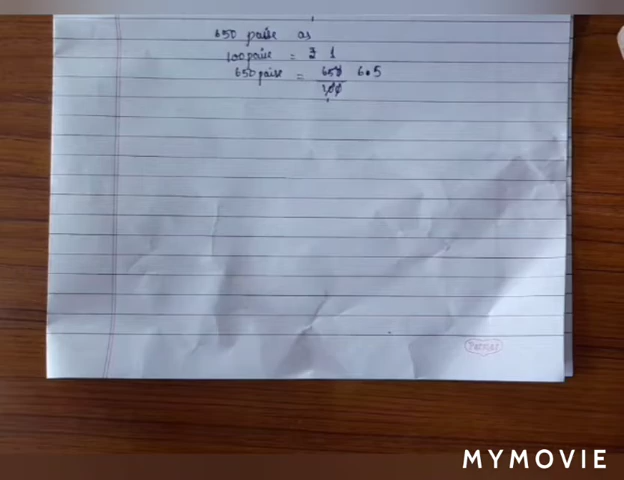 650 paise as
100 paise = ₹ 1
650 paise = 650 6.5
100
MYMOVIE